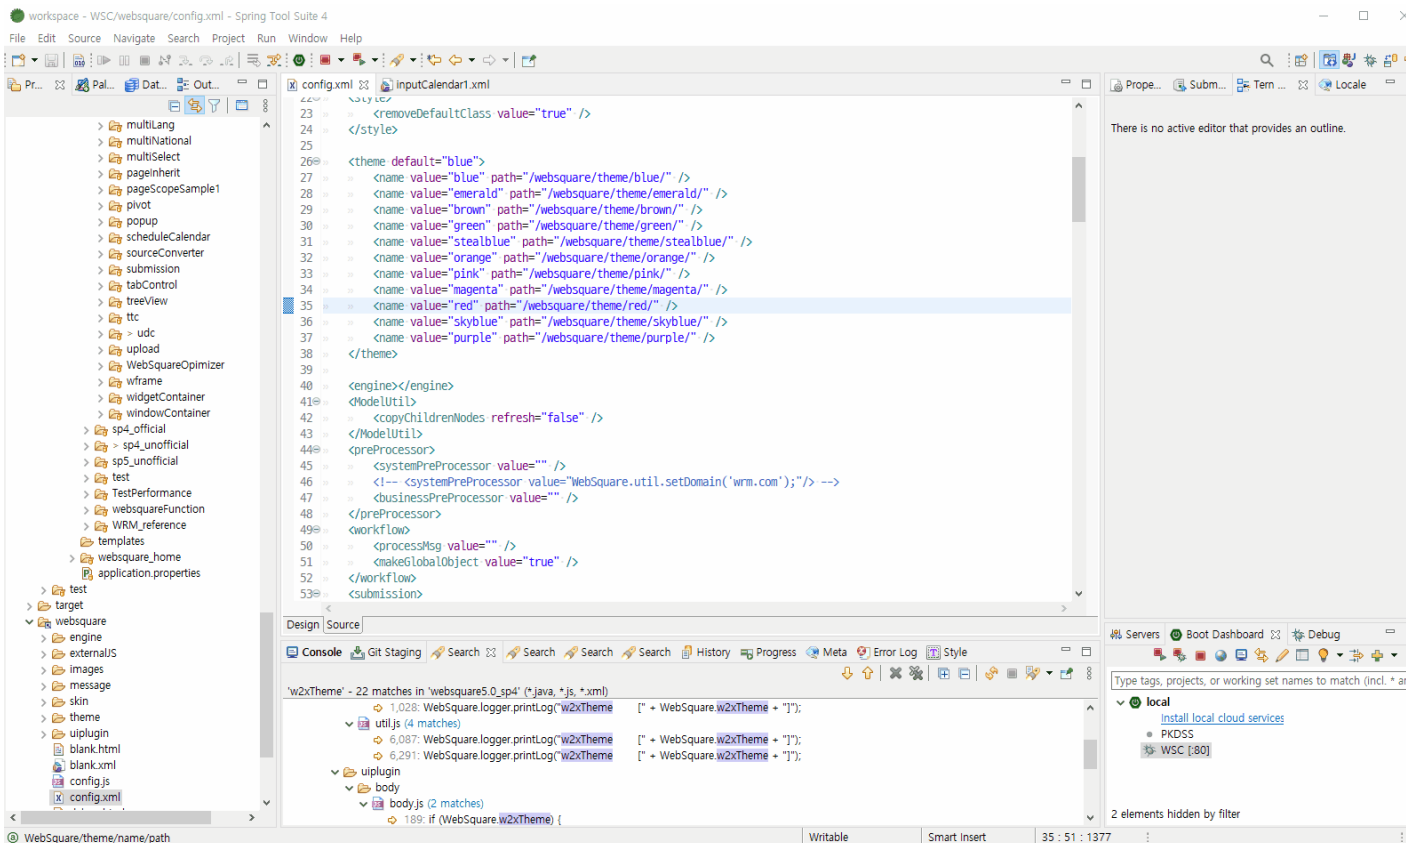 workspace - WSC/websquare/config.xml - Spring Tool Suite 4
File Edit Source Navigate Search Project Run Window Help
Pr... Pal... Dat... Out...
multiLang
multiNational
multiSelect
pageInherit
pageScopeSample1
pivot
popup
scheduleCalendar
sourceConverter
submission
tabControl
treeView
ttc
> udc
upload
WebSquareOpimizer
wframe
widgetContainer
windowContainer
sp4_official
> sp4_unofficial
sp5_unofficial
test
TestPerformance
websquareFunction
WRM_reference
templates
websquare_home
application.properties
test
target
websquare
engine
externalJS
images
message
skin
theme
uiplugin
blank.html
blank.xml
config.js
config.xml
config.xml inputCalendar1.xml
22 <style>
23 <removeDefaultClass value="true" />
24 </style>
25
26 <theme default="blue">
27 <name value="blue" path="/websquare/theme/blue/" />
28 <name value="emerald" path="/websquare/theme/emerald/" />
29 <name value="brown" path="/websquare/theme/brown/" />
30 <name value="green" path="/websquare/theme/green/" />
31 <name value="stealblue" path="/websquare/theme/stealblue/" />
32 <name value="orange" path="/websquare/theme/orange/" />
33 <name value="pink" path="/websquare/theme/pink/" />
34 <name value="magenta" path="/websquare/theme/magenta/" />
35 <name value="red" path="/websquare/theme/red/" />
36 <name value="skyblue" path="/websquare/theme/skyblue/" />
37 <name value="purple" path="/websquare/theme/purple/" />
38 </theme>
39
40 <engine></engine>
41 <ModelUtil>
42 <copyChildrenNodes refresh="false" />
43 </ModelUtil>
44 <preProcessor>
45 <systemPreProcessor value="" />
46 <!-- <systemPreProcessor value="WebSquare.util.setDomain('wrm.com');"/> -->
47 <businessPreProcessor value="" />
48 </preProcessor>
49 <workflow>
50 <processMsg value="" />
51 <makeGlobalObject value="true" />
52 </workflow>
53 <submission>
Design Source
Console Git Staging Search Search Search Search History Progress Meta Error Log Style
'w2xTheme' - 22 matches in 'websquare5.0_sp4' (*.java, *.js, *.xml)
1,028: WebSquare.logger.printLog("w2xTheme [" + WebSquare.w2xTheme + "]");
util.js (4 matches)
6,087: WebSquare.logger.printLog("w2xTheme [" + WebSquare.w2xTheme + "]");
6,291: WebSquare.logger.printLog("w2xTheme [" + WebSquare.w2xTheme + "]");
uiplugin
body
body.js (2 matches)
189: if (WebSquare.w2xTheme) {
Prope... Subm... Tern ... Locale
There is no active editor that provides an outline.
Servers Boot Dashboard Debug
Type tags, projects, or working set names to match (incl. * ar
local
Install local cloud services
PKDSS
WSC [:80]
2 elements hidden by filter
WebSquare/theme/name/path
Writable
Smart Insert
35 : 51 : 1377